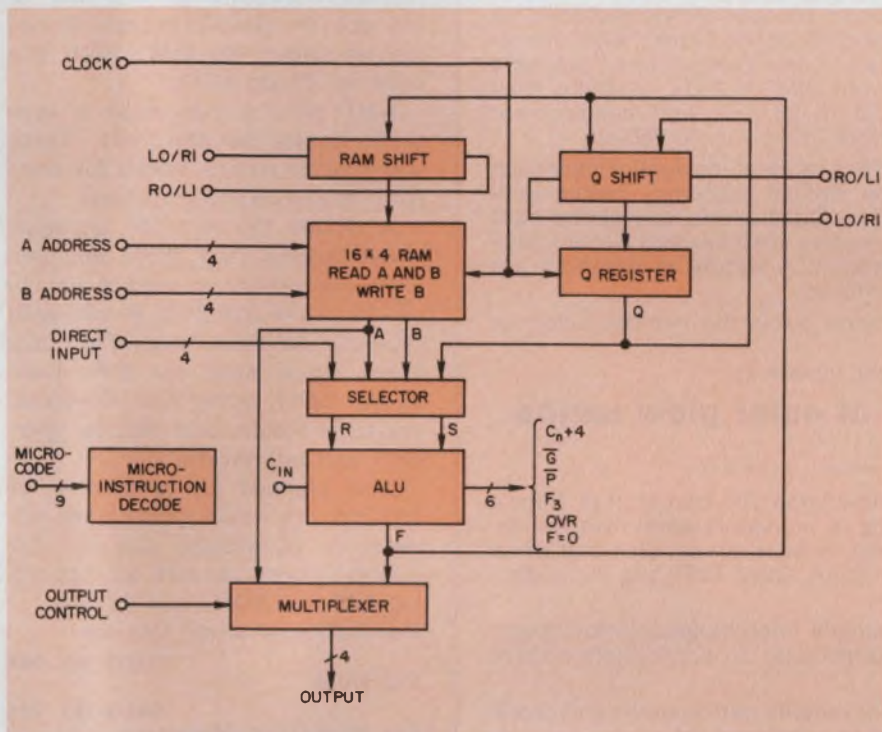 CLOCK
LO/RI
RAM SHIFT
RO/LI
Q SHIFT
RO/LI
LO/RI
A ADDRESS
4
16 × 4 RAM
READ A AND B
WRITE B
Q REGISTER
B ADDRESS
4
A
B
Q
DIRECT
INPUT
4
SELECTOR
R
S
MICRO-
CODE
9
MICRO-
INSTRUCTION
DECODE
CIN
ALU
6
Cn+4
G̅
P̅
F3
OVR
F=0
F
OUTPUT
CONTROL
MULTIPLEXER
4
OUTPUT